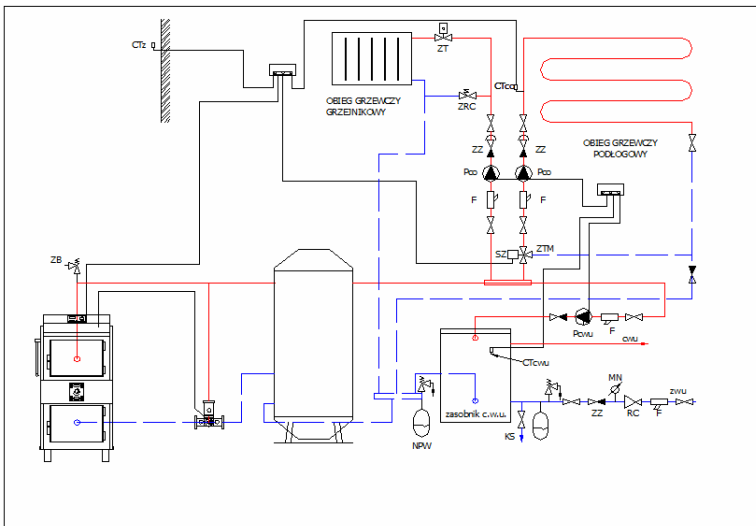 CTz
ZT
OBIEG GRZEWCZY
GRZEJNIKOWY
ZRC
CTco
OBIEG GRZEWCZY
PODŁOGOWY
ZZ
ZZ
Pco
Pco
F
F
ZB
SZ
ZTM
Pcwu
F
cwu
CTcwu
MN
zwu
zasobnik c.w.u.
NPW
KS
ZZ
RC
F